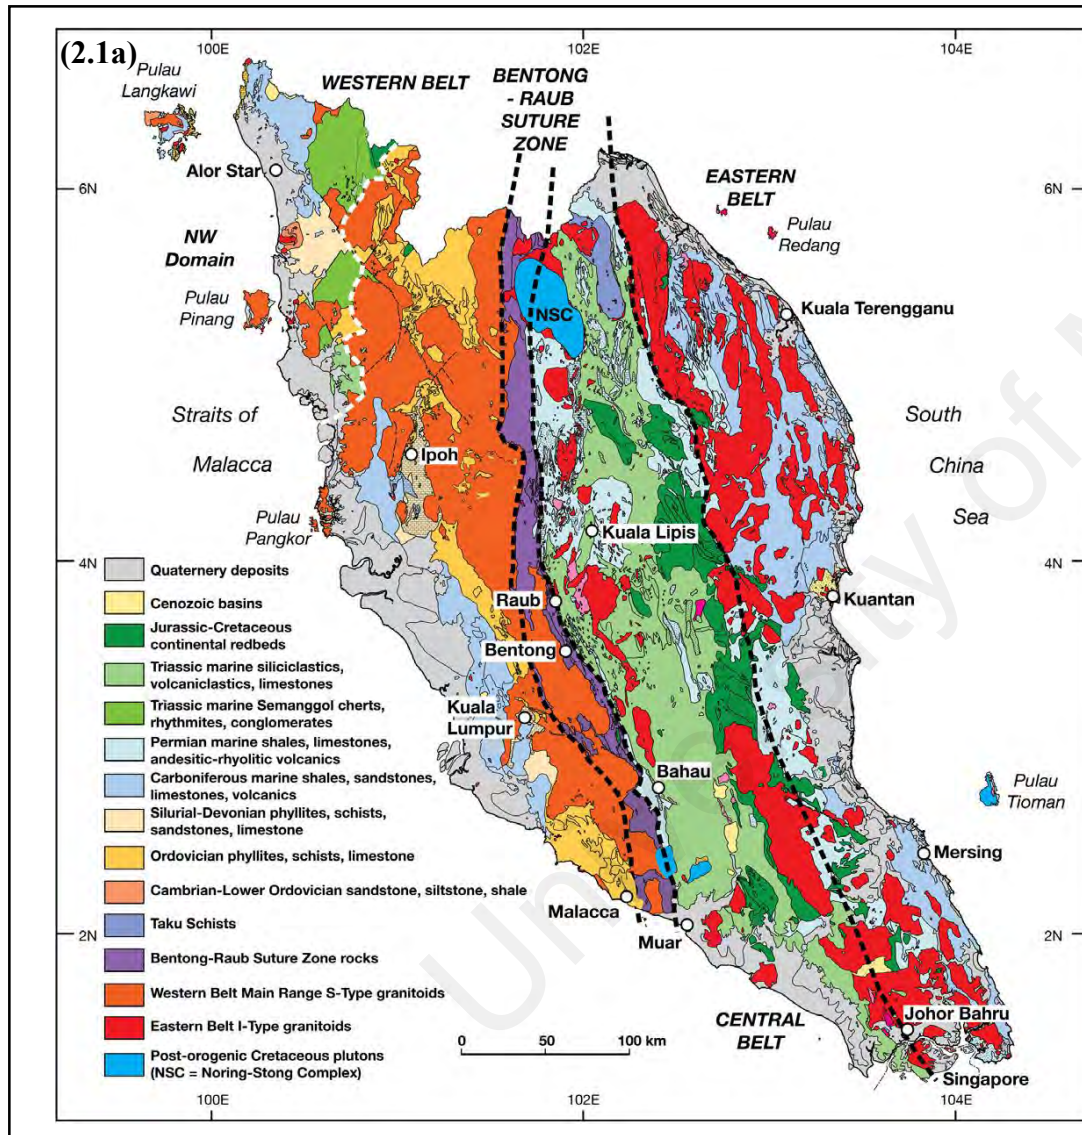 (2.1a)
100E
102E
104E
Pulau
Langkawi
WESTERN BELT
BENTONG
- RAUB
SUTURE
ZONE
Alor Star
6N
EASTERN
BELT
6N
Pulau
Redang
NW
Domain
Pulau
Pinang
NSC
Kuala Terengganu
Straits of
Malacca
Ipoh
South
China
Sea
Pulau
Pangkor
Kuala Lipis
4N
4N
Raub
Kuantan
Bentong
Kuala
Lumpur
Bahau
Pulau
Tioman
Mersing
Malacca
Muar
2N
2N
CENTRAL
BELT
Johor Bahru
Singapore
Quaternery deposits
Cenozoic basins
Jurassic-Cretaceous
continental redbeds
Triassic marine siliciclastics,
volcaniclastics, limestones
Triassic marine Semanggol cherts,
rhythmites, conglomerates
Permian marine shales, limestones,
andesitic-rhyolitic volcanics
Carboniferous marine shales, sandstones,
limestones, volcanics
Silurial-Devonian phyllites, schists,
sandstones, limestone
Ordovician phyllites, schists, limestone
Cambrian-Lower Ordovician sandstone, siltstone, shale
Taku Schists
Bentong-Raub Suture Zone rocks
Western Belt Main Range S-Type granitoids
Eastern Belt I-Type granitoids
Post-orogenic Cretaceous plutons
(NSC = Noring-Stong Complex)
0 50 100 km
100E
102E
104E
University of M